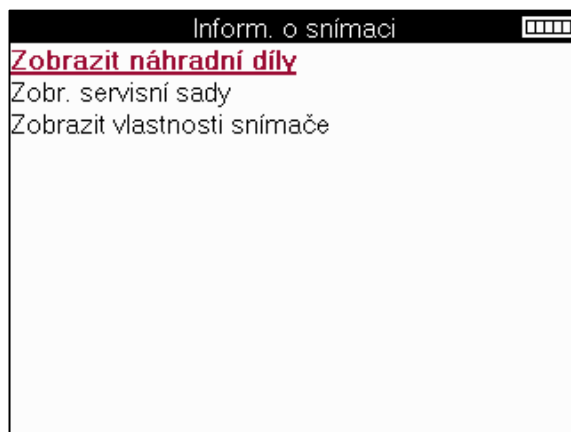 Inform. o snímaci
Zobrazit náhradní díly
Zobr. servisní sady
Zobrazit vlastnosti snímače